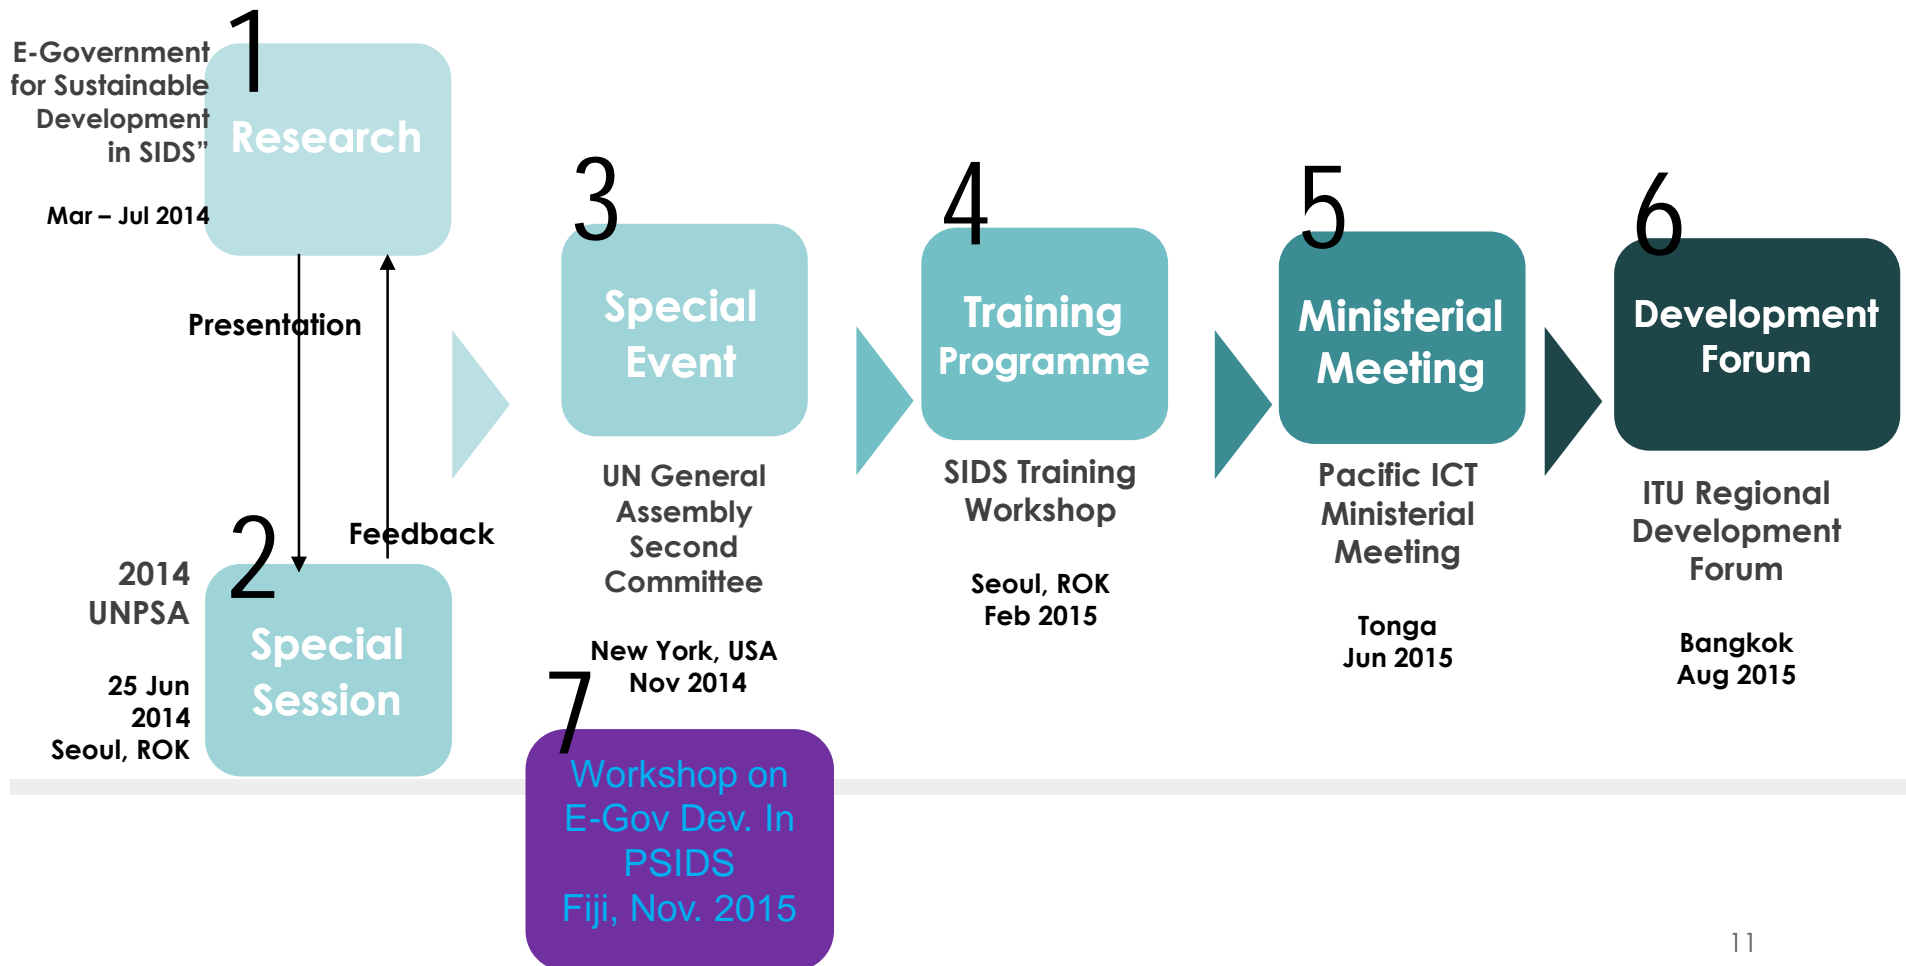 1
E-Government
for Sustainable
Development
in SIDS”
Mar – Jul 2014
Research
Presentation
Feedback
2
2014
UNPSA
25 Jun
2014
Seoul, ROK
Special
Session
3
Special
Event
UN General
Assembly
Second
Committee
New York, USA
Nov 2014
4
Training
Programme
SIDS Training
Workshop
Seoul, ROK
Feb 2015
5
Ministerial
Meeting
Pacific ICT
Ministerial
Meeting
Tonga
Jun 2015
6
Development
Forum
ITU Regional
Development
Forum
Bangkok
Aug 2015
7
Workshop on
E-Gov Dev. In
PSIDS
Fiji, Nov. 2015
11